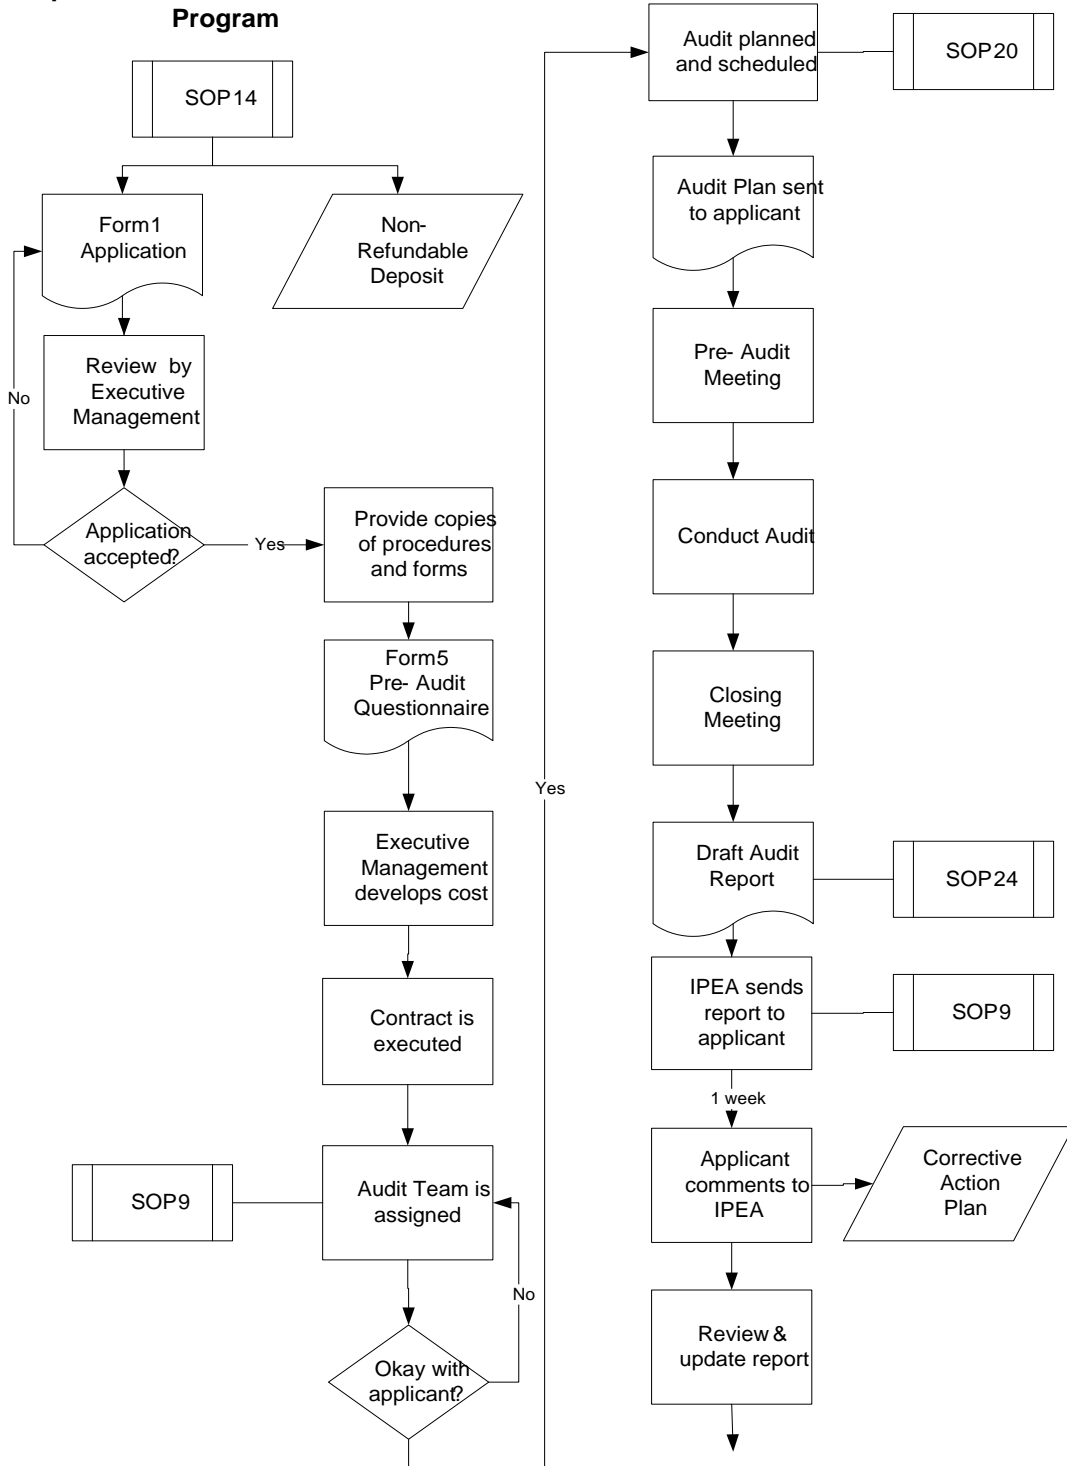 Program
SOP14
Form1
Application
Non-
Refundable
Deposit
Review by
Executive
Management
No
Application
accepted?
Yes
Provide copies
of procedures
and forms
Form5
Pre- Audit
Questionnaire
Executive
Management
develops cost
Contract is
executed
SOP9
Audit Team is
assigned
No
Okay with
applicant?
Yes
Audit planned
and scheduled
SOP20
Audit Plan sent
to applicant
Pre- Audit
Meeting
Conduct Audit
Closing
Meeting
Draft Audit
Report
SOP24
IPEA sends
report to
applicant
SOP9
1 week
Applicant
comments to
IPEA
Corrective
Action
Plan
Review &
update report